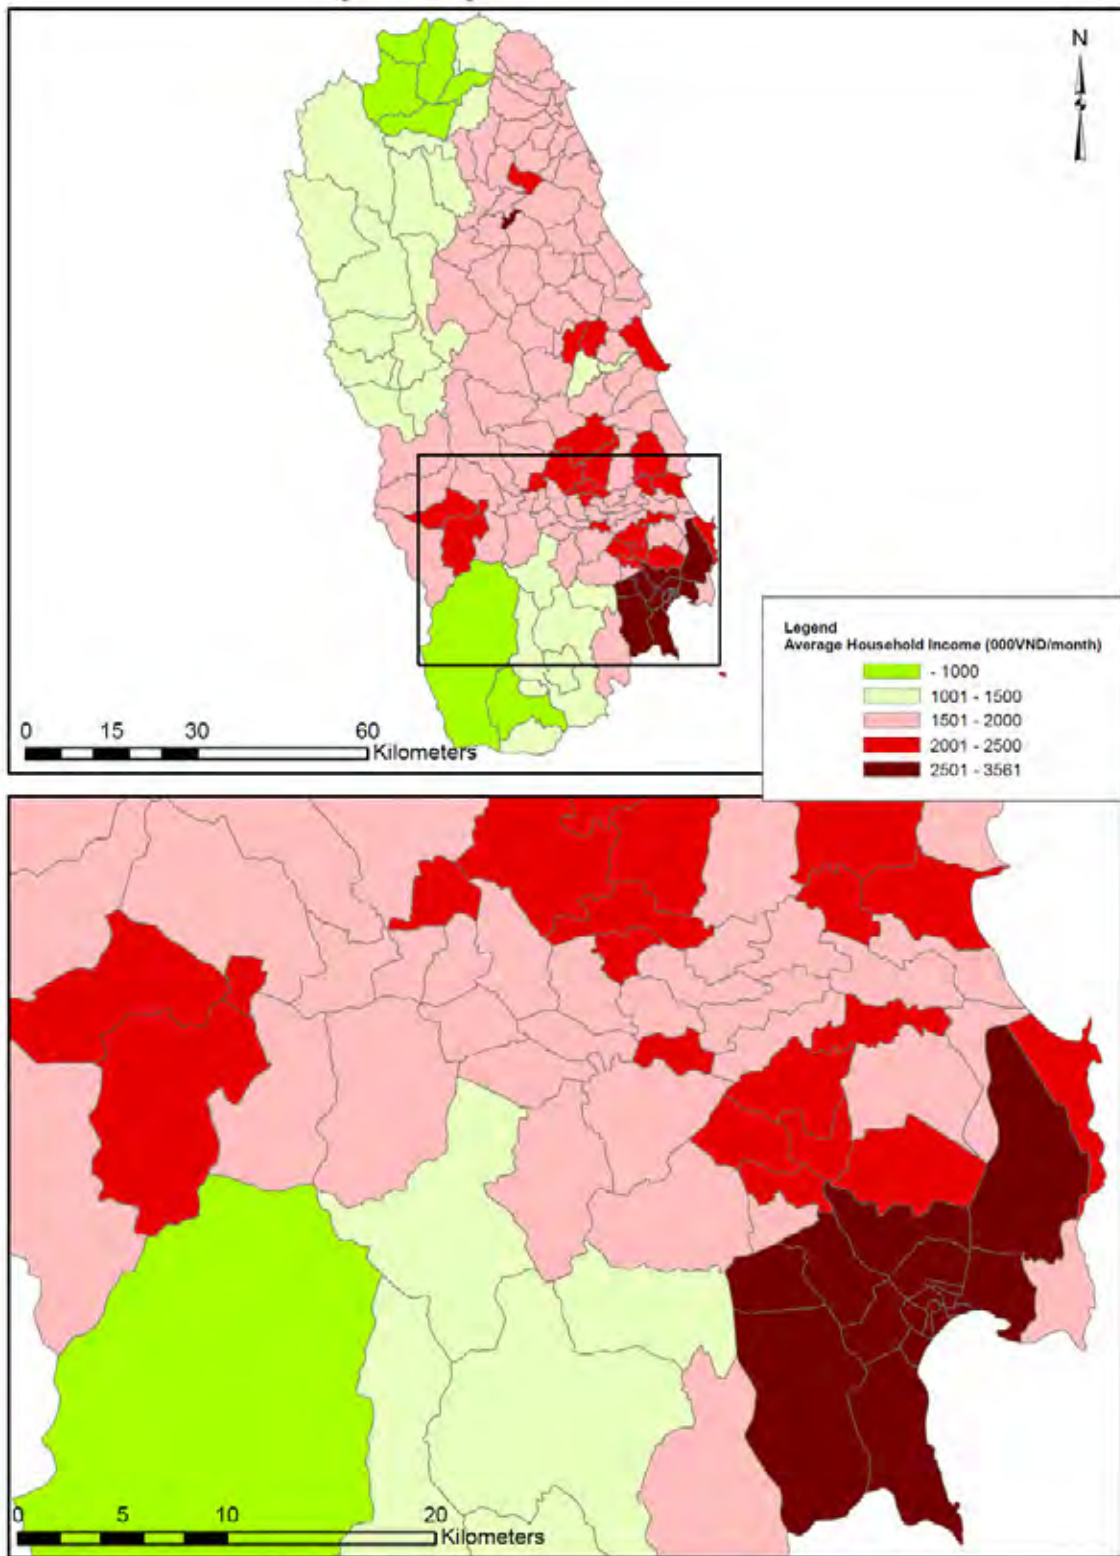 N
Legend
Average Household Income (000VND/month)
- 1000
1001 - 1500
1501 - 2000
2001 - 2500
2501 - 3561
0 15 30 60
Kilometers
0 5 10 20
Kilometers